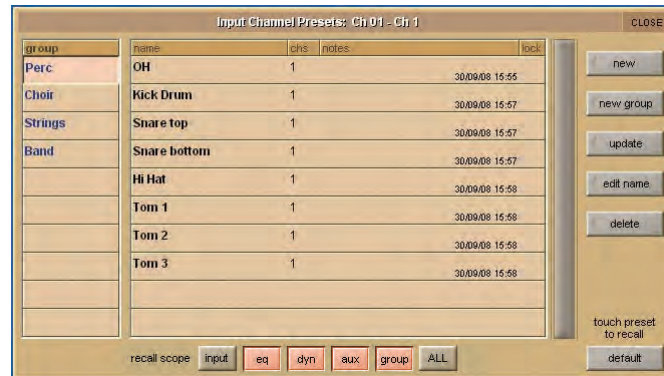 Input Channel Presets: Ch 01 - Ch 1
CLOSE
group
name chs notes lock
Perc
OH 1 30/09/08 15:55
Choir
Kick Drum 1 30/09/08 15:57
Strings
Snare top 1 30/09/08 15:57
Band
Snare bottom 1 30/09/08 15:57
Hi Hat 1 30/09/08 15:58
Tom 1 1 30/09/08 15:58
Tom 2 1 30/09/08 15:58
Tom 3 1 30/09/08 15:58
new
new group
update
edit name
delete
touch preset
to recall
default
recall scope input eq dyn aux group ALL